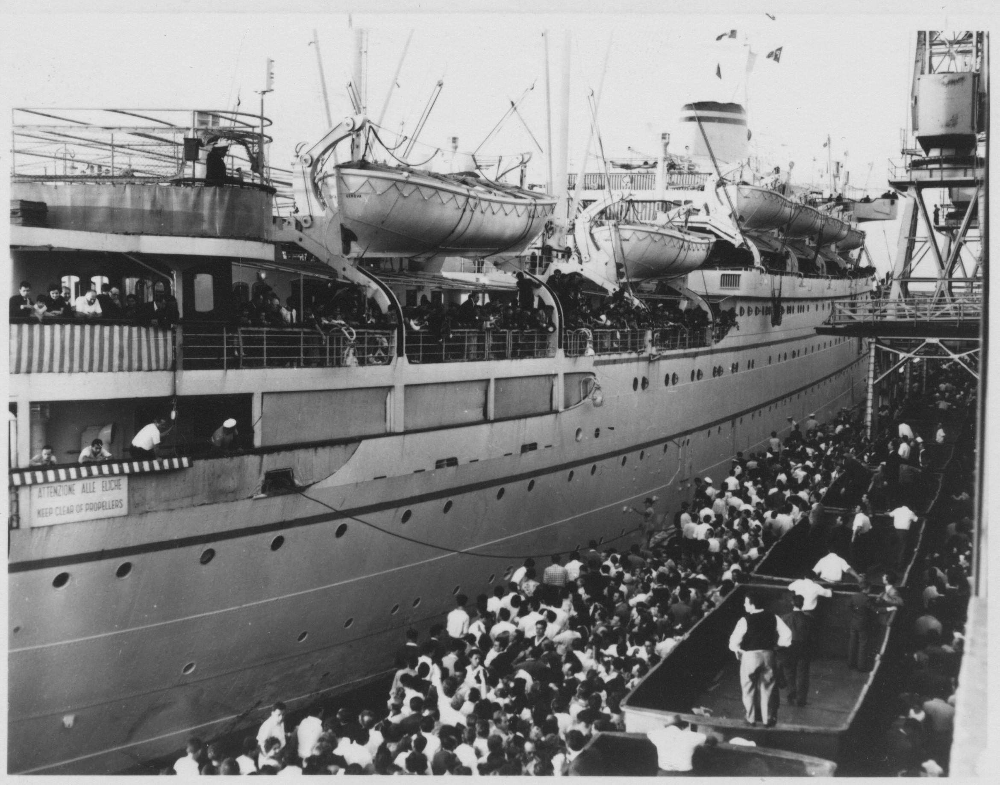 GENOVA
ATTENZIONE ALLE ELICHE
KEEP CLEAR OF PROPELLERS